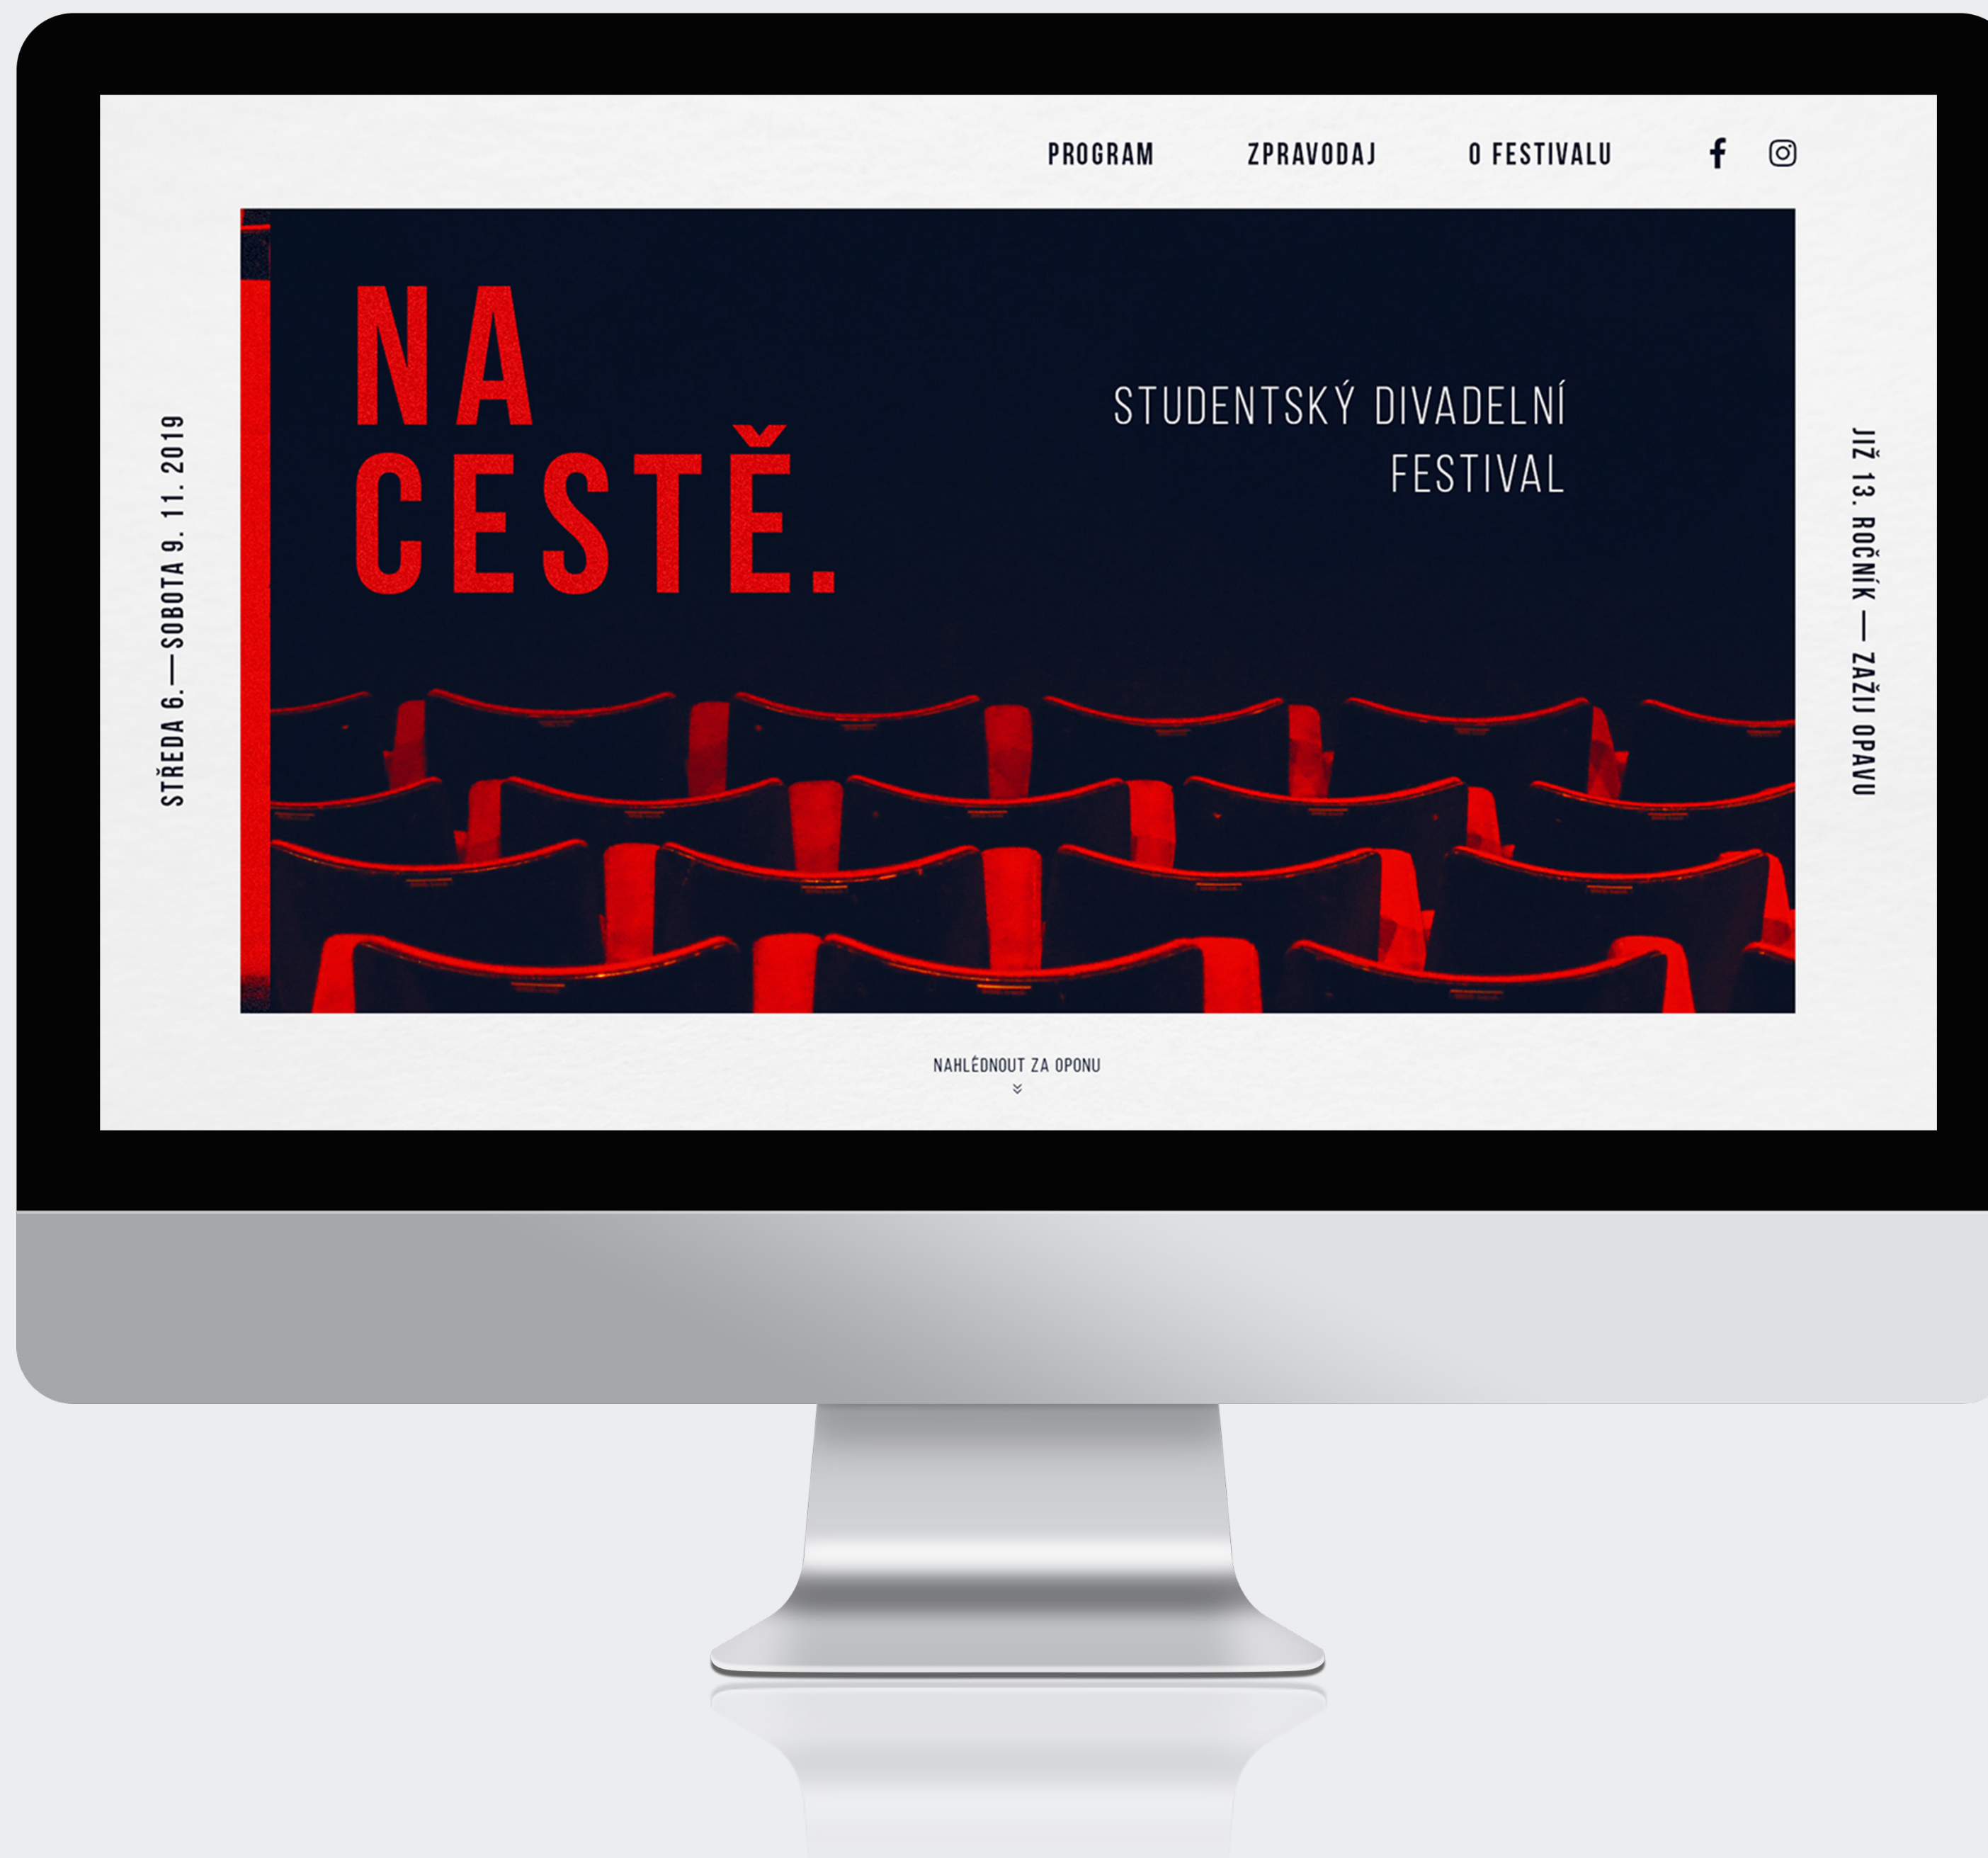 PROGRAM ZPRAVODAJ O FESTIVALU
NA
CESTĚ.
STUDENTSKÝ DIVADELNÍ
FESTIVAL
STŘEDA 6.—SOBOTA 9. 11. 2019
JIŽ 13. ROČNÍK — ZAŽIJ OPAVU
NAHLÉDNOUT ZA OPONU